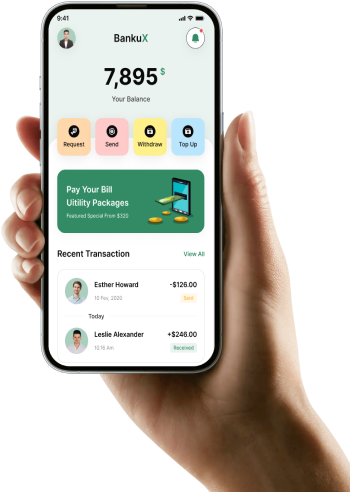 9:41
BankuX
7,895 $
Your Balance
Request Send Withdraw Top Up
Pay Your Bill
Uitility Packages
Featured Special From $320
Recent Transaction View All
Esther Howard -$126.00
10 Fev, 2020 Sent
Today
Leslie Alexander +$246.00
10:16 Am Received